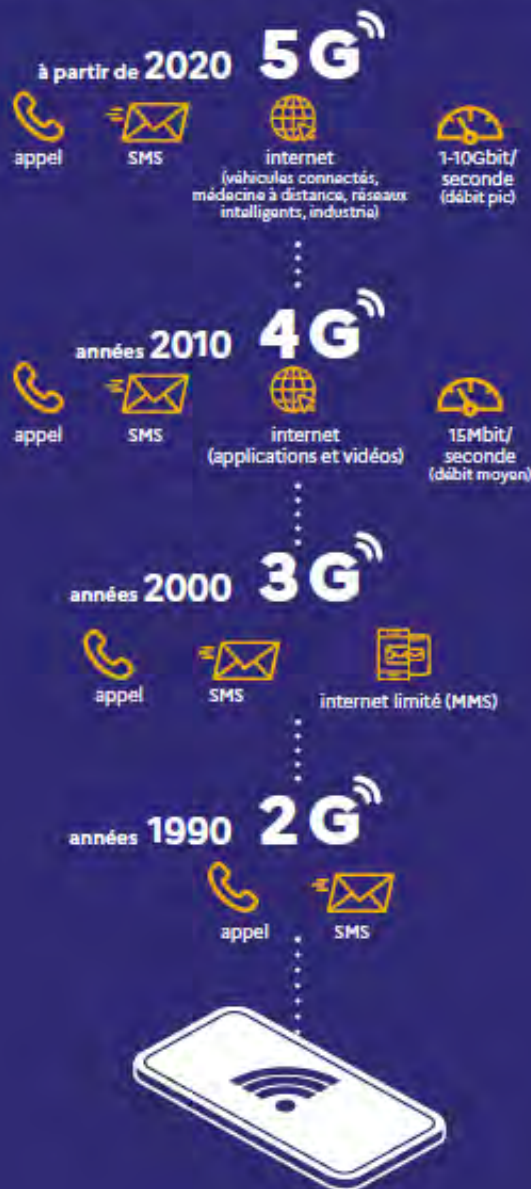 à partir de 2020 5G
appel
SMS
internet
(véhicules connectés,
médecine à distance, réseaux
intelligents, industrie)
1-10Gbit/
seconde
(débit pic)
années 2010 4G
appel
SMS
internet
(applications et vidéos)
15Mbit/
seconde
(débit moyen)
années 2000 3G
appel
SMS
internet limité (MMS)
années 1990 2G
appel
SMS